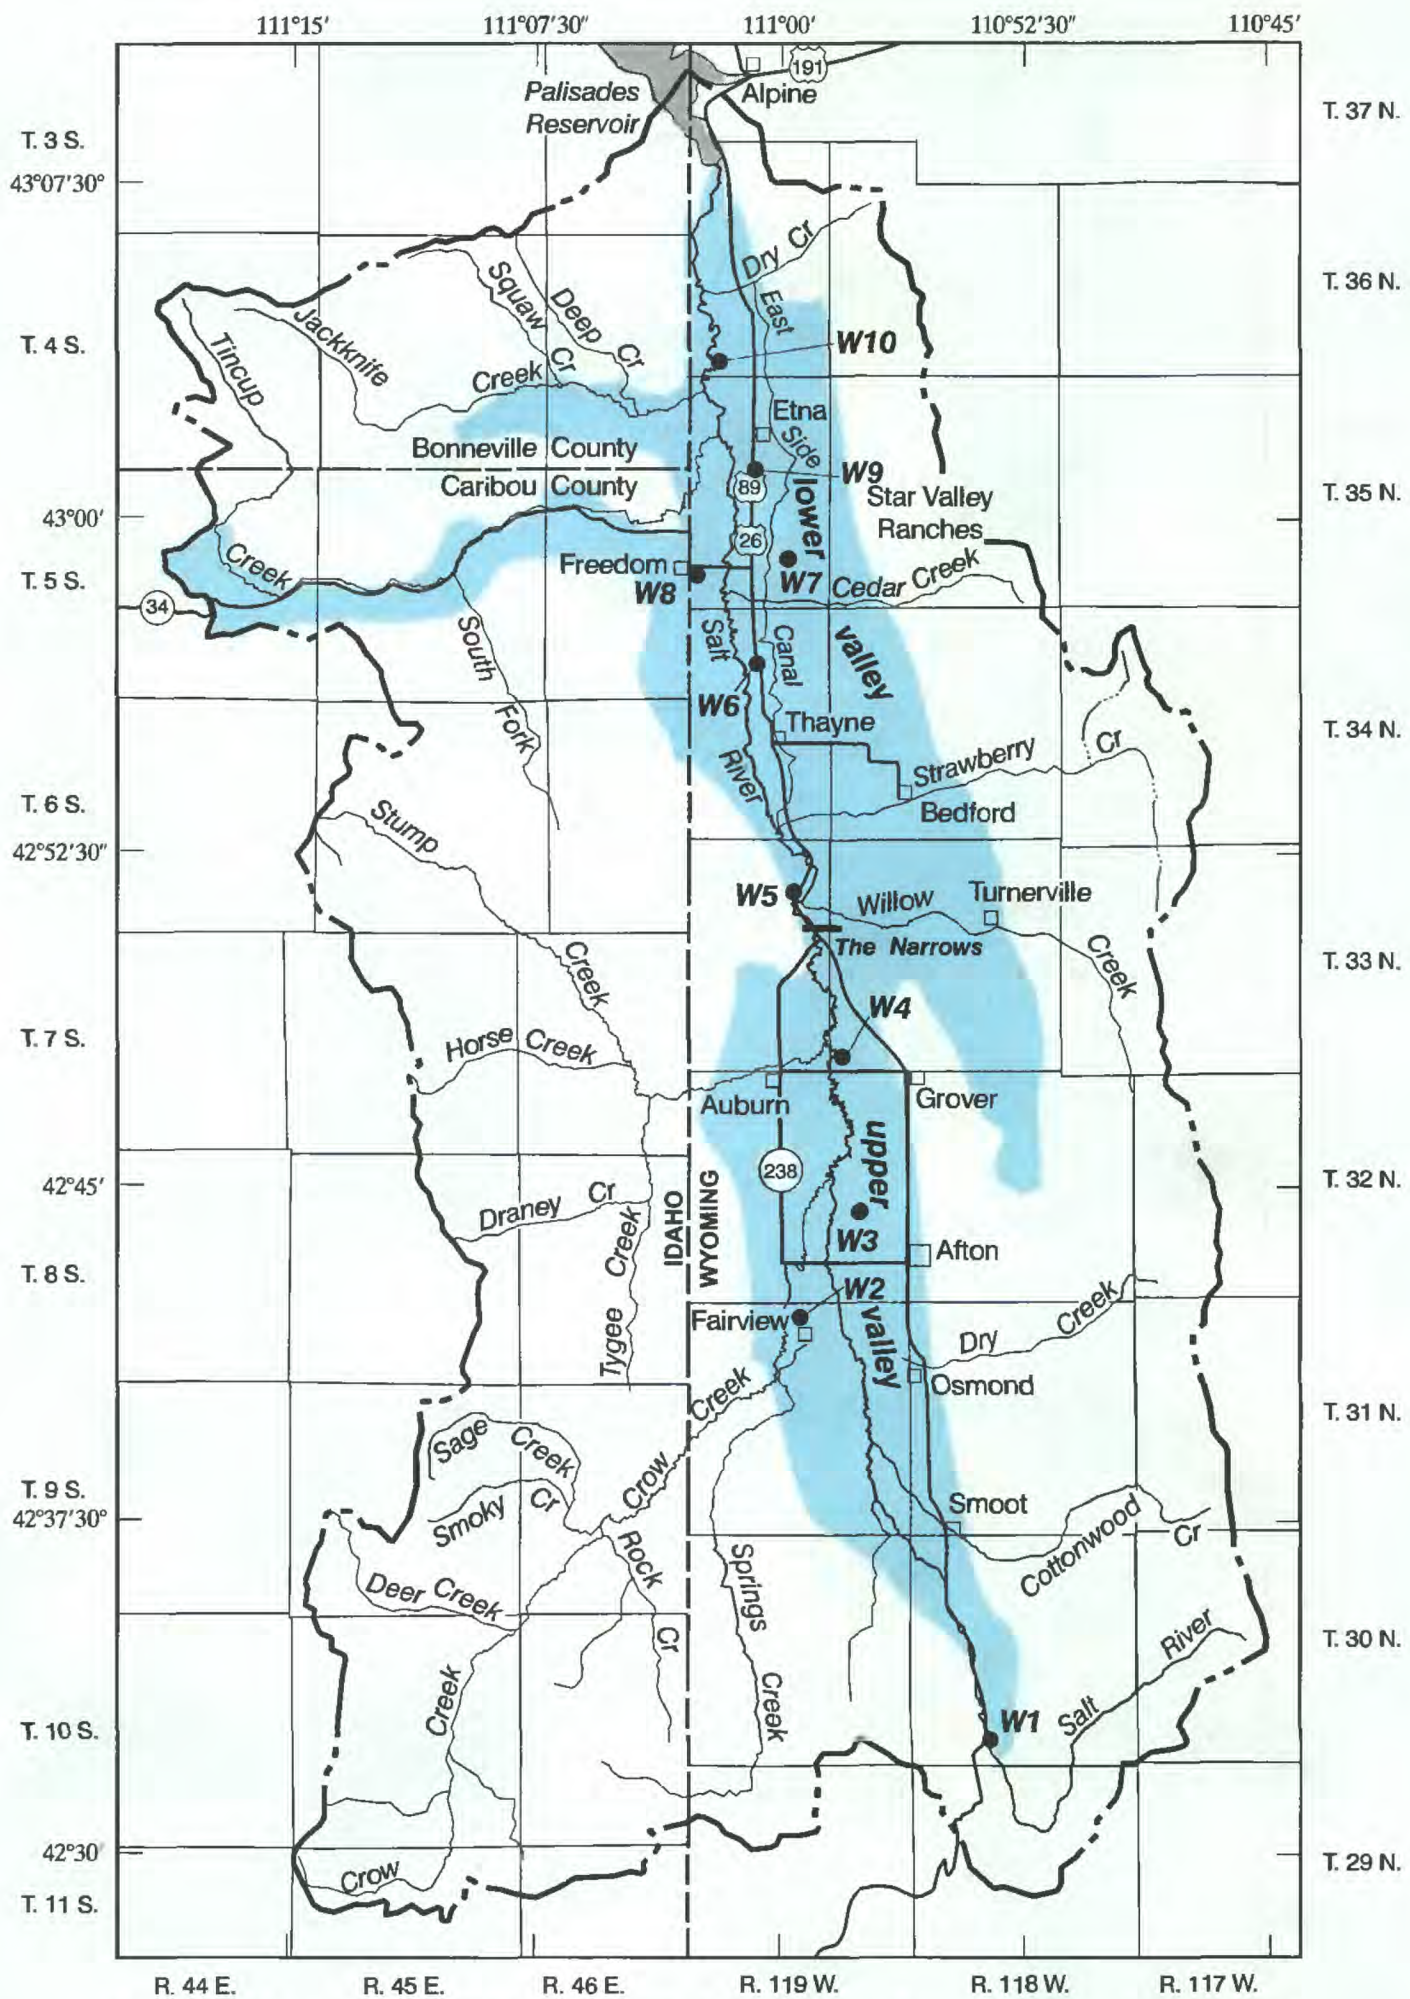 111°15′
111°07′30″
111°00′
110°52′30″
110°45′
191
Alpine
Palisades
Reservoir
T. 3 S.
T. 37 N.
43°07′30″
Dry Cr
T. 36 N.
Squaw
Cr
Deep
Cr
East
Side
Canal
Jackknife
Creek
Tincup
Creek
T. 4 S.
W10
Etna
Bonneville County
Caribou County
W9
89
lower
valley
Star Valley
Ranches
T. 35 N.
43°00′
26
Freedom
W8
W7
Cedar Creek
T. 5 S.
34
South
Fork
Salt
River
W6
Thayne
T. 34 N.
Strawberry
Cr
Bedford
T. 6 S.
Stump
Creek
42°52′30″
W5
Willow
Creek
Turnerville
The Narrows
T. 33 N.
W4
T. 7 S.
Horse Creek
Auburn
Grover
upper
valley
238
42°45′
T. 32 N.
Draney Cr
IDAHO
WYOMING
W3
Afton
T. 8 S.
Tygee Creek
W2
Fairview
Dry Creek
Osmond
Crow Creek
T. 31 N.
Sage Creek
Smoky Cr
T. 9 S.
42°37′30″
Smoot
Cottonwood
Cr
Rock
Cr
Springs
Creek
Deer Creek
T. 30 N.
Salt River
Creek
W1
T. 10 S.
42°30′
Crow
T. 29 N.
T. 11 S.
R. 44 E.
R. 45 E.
R. 46 E.
R. 119 W.
R. 118 W.
R. 117 W.